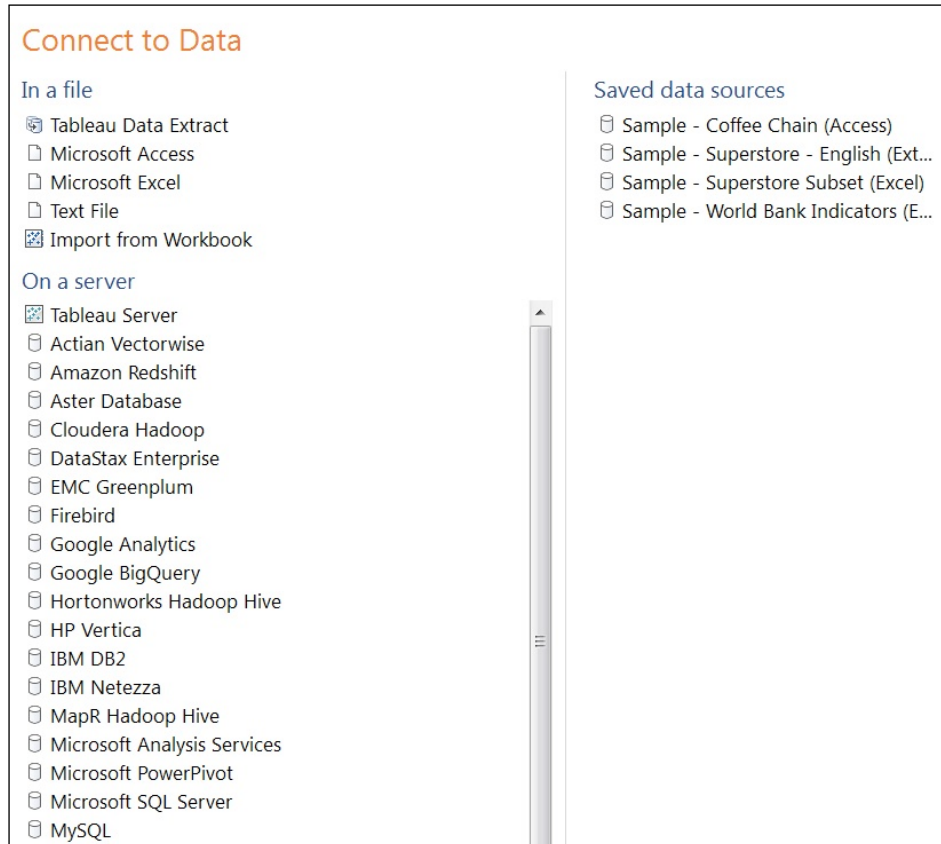 Connect to Data
In a file
Tableau Data Extract
Microsoft Access
Microsoft Excel
Text File
Import from Workbook
On a server
Tableau Server
Actian Vectorwise
Amazon Redshift
Aster Database
Cloudera Hadoop
DataStax Enterprise
EMC Greenplum
Firebird
Google Analytics
Google BigQuery
Hortonworks Hadoop Hive
HP Vertica
IBM DB2
IBM Netezza
MapR Hadoop Hive
Microsoft Analysis Services
Microsoft PowerPivot
Microsoft SQL Server
MySQL
Saved data sources
Sample - Coffee Chain (Access)
Sample - Superstore - English (Ext...
Sample - Superstore Subset (Excel)
Sample - World Bank Indicators (E...